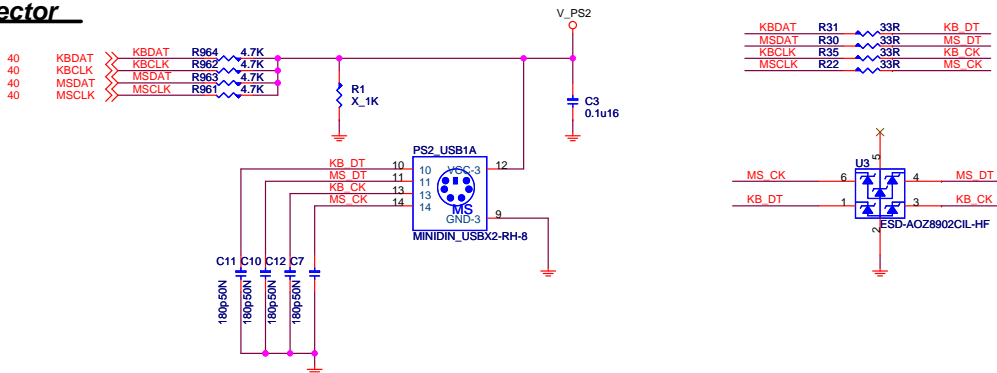 ector
V_PS2
40 KBDAT KBDAT R964 4.7K
40 KBCLK KBCLK R962 4.7K
40 MSDAT MSDAT R963 4.7K
40 MSCLK MSCLK R961 4.7K
R1
X_1K
C3
0.1u16
KBDAT R31 33R KB_DT
MSDAT R30 33R MS_DT
KBCLK R35 33R KB_CK
MSCLK R22 33R MS_CK
PS2_USB1A
KB_DT 10 10 VCC-3 12
MS_DT 11 11
KB_CK 13 13
MS_CK 14 14
MS
GND-3 9
MINIDIN_USBX2-RH-8
C11 C10 C12 C7
180p50N 180p50N 180p50N 180p50N
U3
5
MS_CK 6 4 MS_DT
KB_DT 1 3 KB_CK
2
ESD-AOZ8902CIL-HF